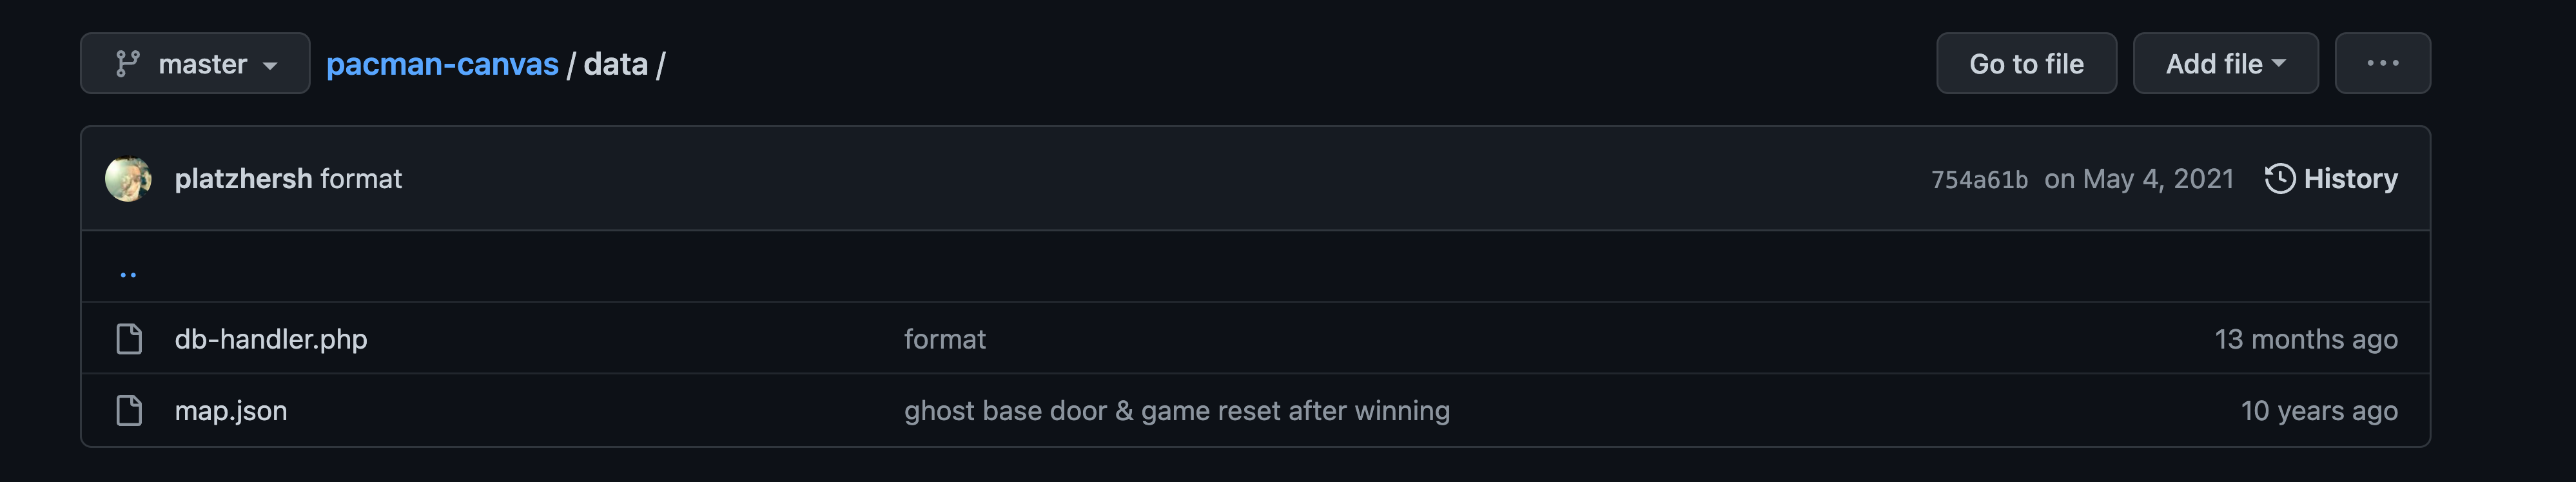 master pacman-canvas / data / Go to file Add file ...
platzhersh format 754a61b on May 4, 2021 History
..
db-handler.php format 13 months ago
map.json ghost base door & game reset after winning 10 years ago